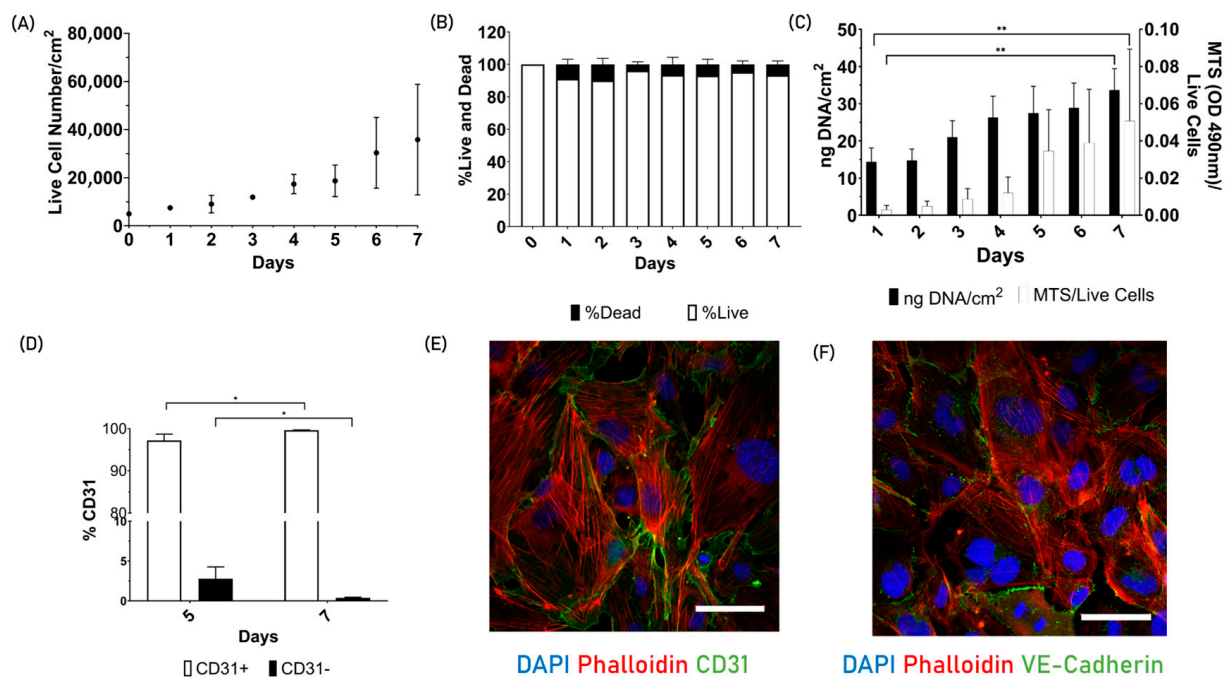 (A)
Live Cell Number/cm²
80,000
60,000
40,000
20,000
0
0 1 2 3 4 5 6 7
Days
(B)
%Live and Dead
120
100
80
60
40
20
0
0 1 2 3 4 5 6 7
Days
%Dead %Live
(C)
** 
**
ng DNA/cm²
50
40
30
20
10
0
0.10
0.08
0.06
0.04
0.02
0.00
MTS (OD 490nm)/
Live Cells
1 2 3 4 5 6 7
Days
ng DNA/cm² MTS/Live Cells
(D)
*
*
% CD31
100
90
80
10
5
0
5 7
Days
CD31+ CD31-
(E)
DAPI Phalloidin CD31
(F)
DAPI Phalloidin VE-Cadherin